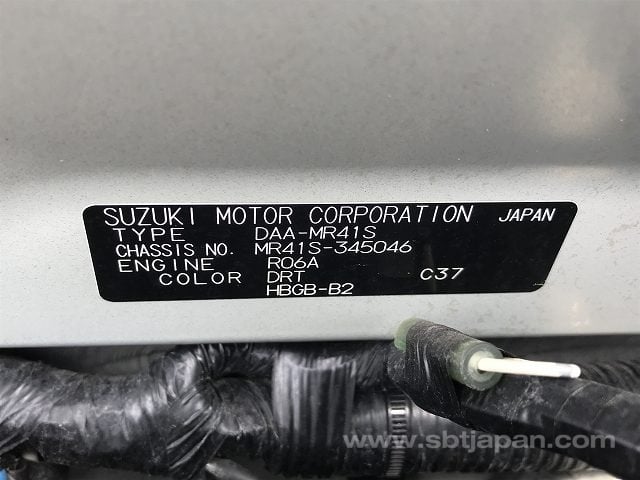 SUZUKI MOTOR CORPORATION JAPAN
TYPE DAA-MR41S
CHASSIS NO. MR41S-345046
ENGINE R06A
COLOR DRT C37
HBGB-B2
www.sbtjapan.com